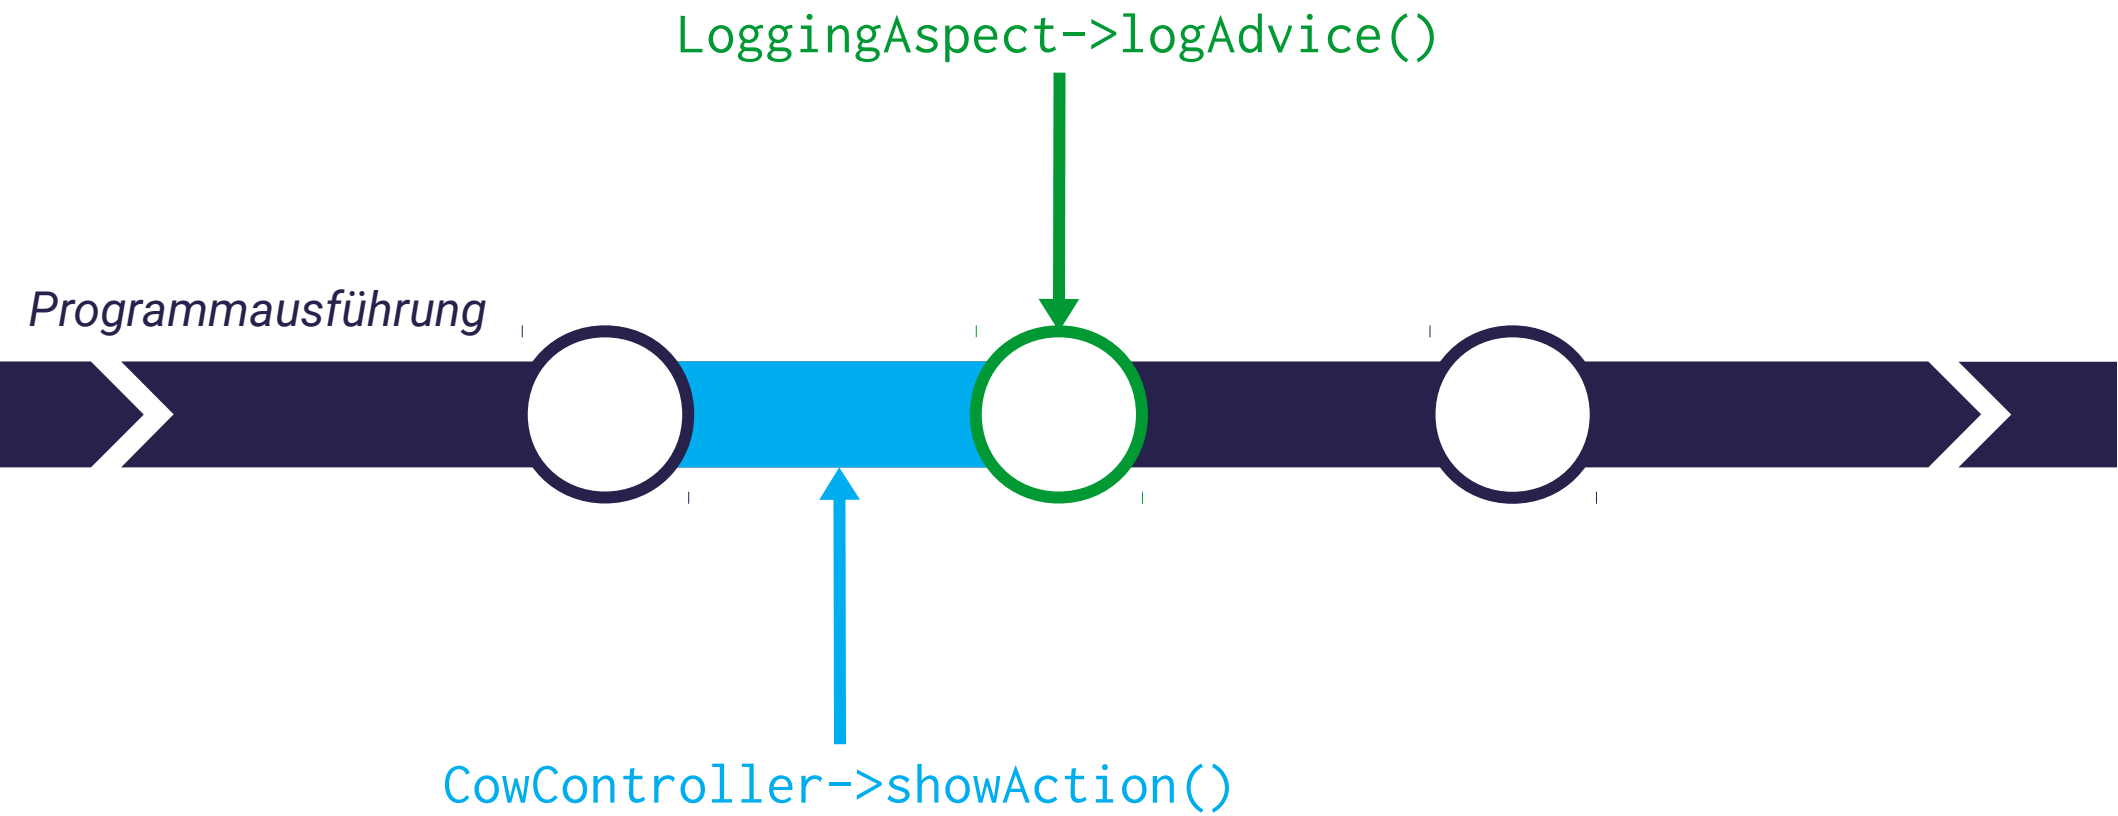 LoggingAspect->logAdvice()
Programmausführung
CowController->showAction()